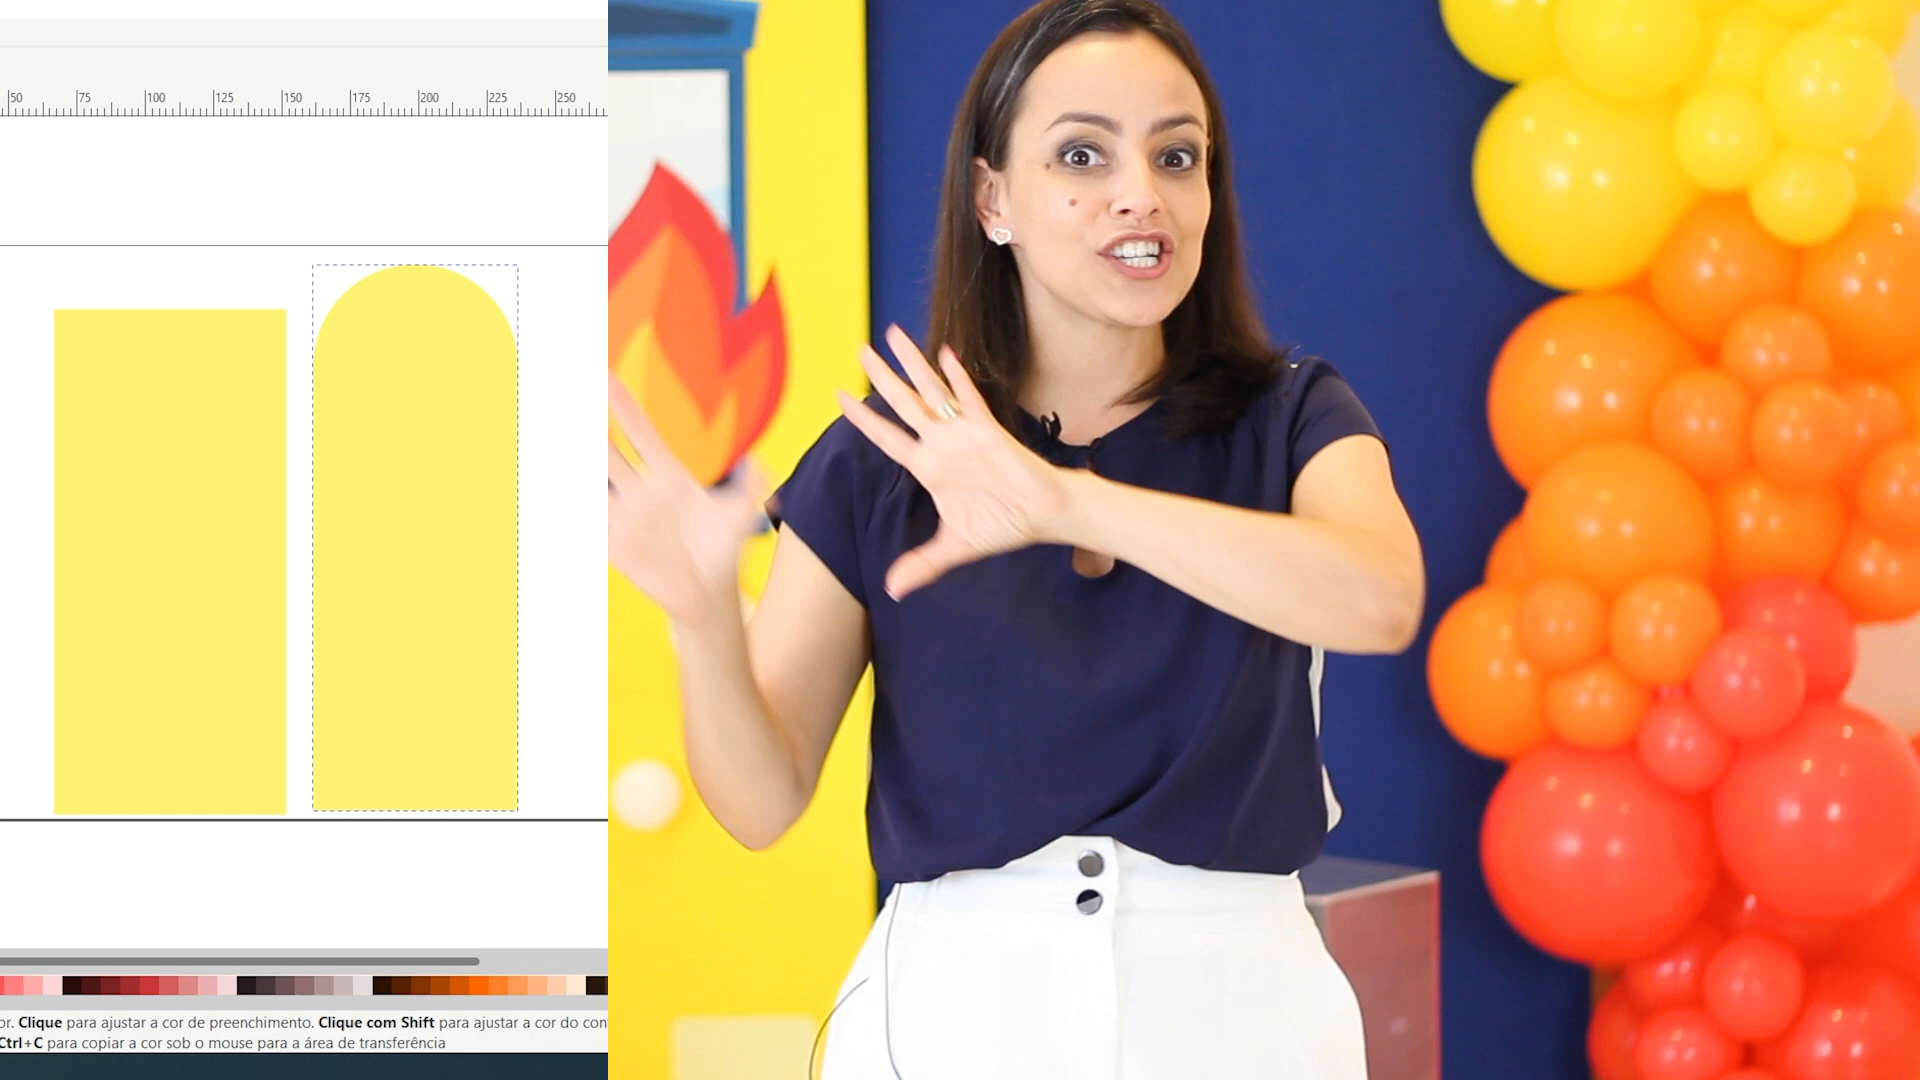 50 75 100 125 150 175 200 225 250
or. Clique para ajustar a cor de preenchimento. Clique com Shift para ajustar a cor do con
Ctrl+C para copiar a cor sob o mouse para a área de transferência